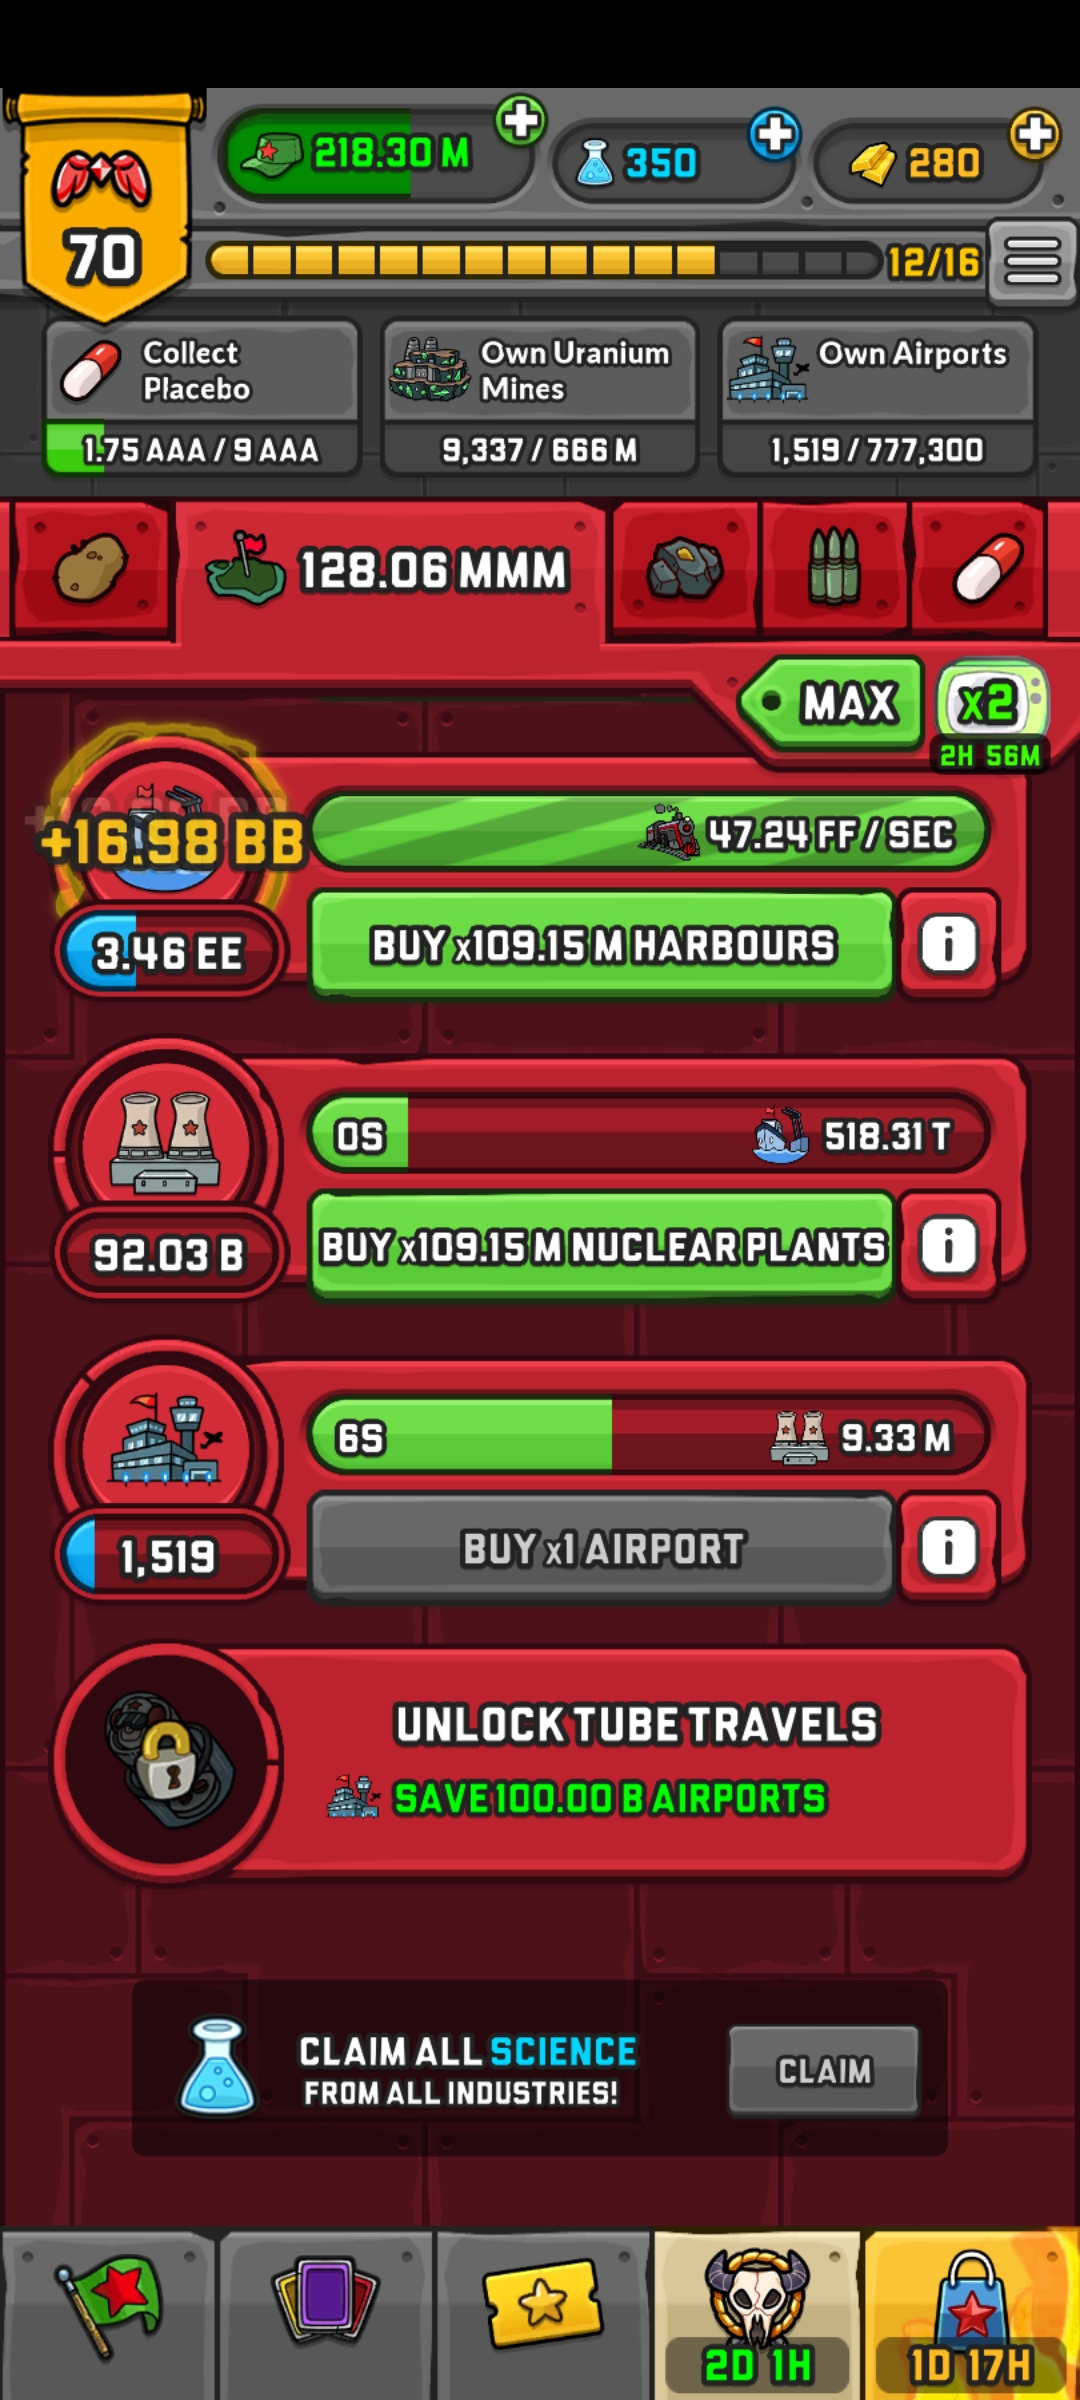 218.30 M
350
280
70
12/16
Collect
Placebo
1.75 AAA / 9 AAA
Own Uranium
Mines
9,337 / 666 M
Own Airports
1,519 / 777,300
128.06 MMM
MAX
x2
2H 56M
+16.98 BB
47.24 FF / SEC
3.46 EE
BUY x109.15 M HARBOURS
i
0S
518.31 T
92.03 B
BUY x109.15 M NUCLEAR PLANTS
i
6S
9.33 M
1,519
BUY x1 AIRPORT
i
UNLOCK TUBE TRAVELS
SAVE 100.00 B AIRPORTS
CLAIM ALL SCIENCE
FROM ALL INDUSTRIES!
CLAIM
2D 1H
1D 17H